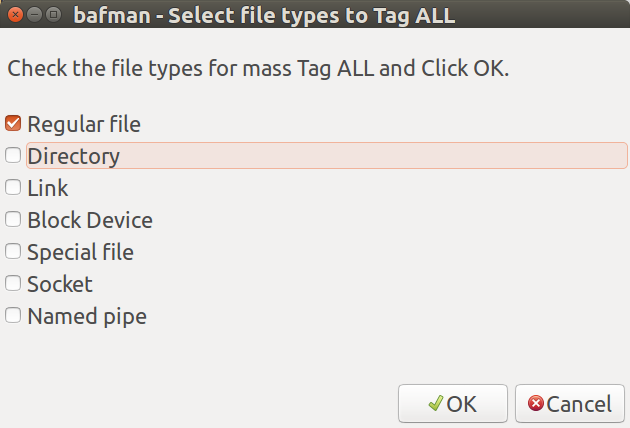 bafman - Select file types to Tag ALL
Check the file types for mass Tag ALL and Click OK.
Regular file
Directory
Link
Block Device
Special file
Socket
Named pipe
OK Cancel